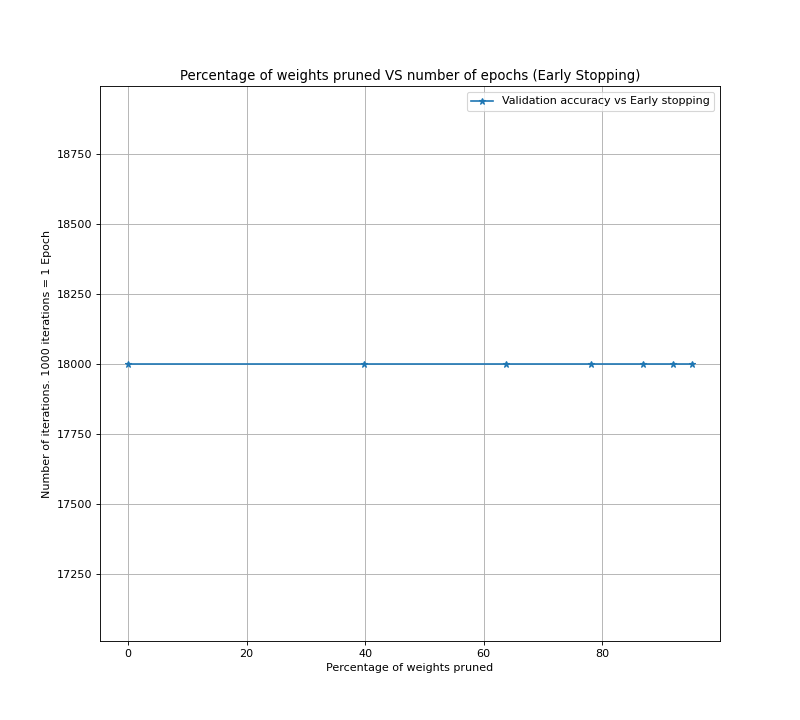 Percentage of weights pruned VS number of epochs (Early Stopping)
Validation accuracy vs Early stopping
18750
18500
18250
18000
17750
17500
17250
Number of iterations. 1000 iterations = 1 Epoch
0 20 40 60 80
Percentage of weights pruned